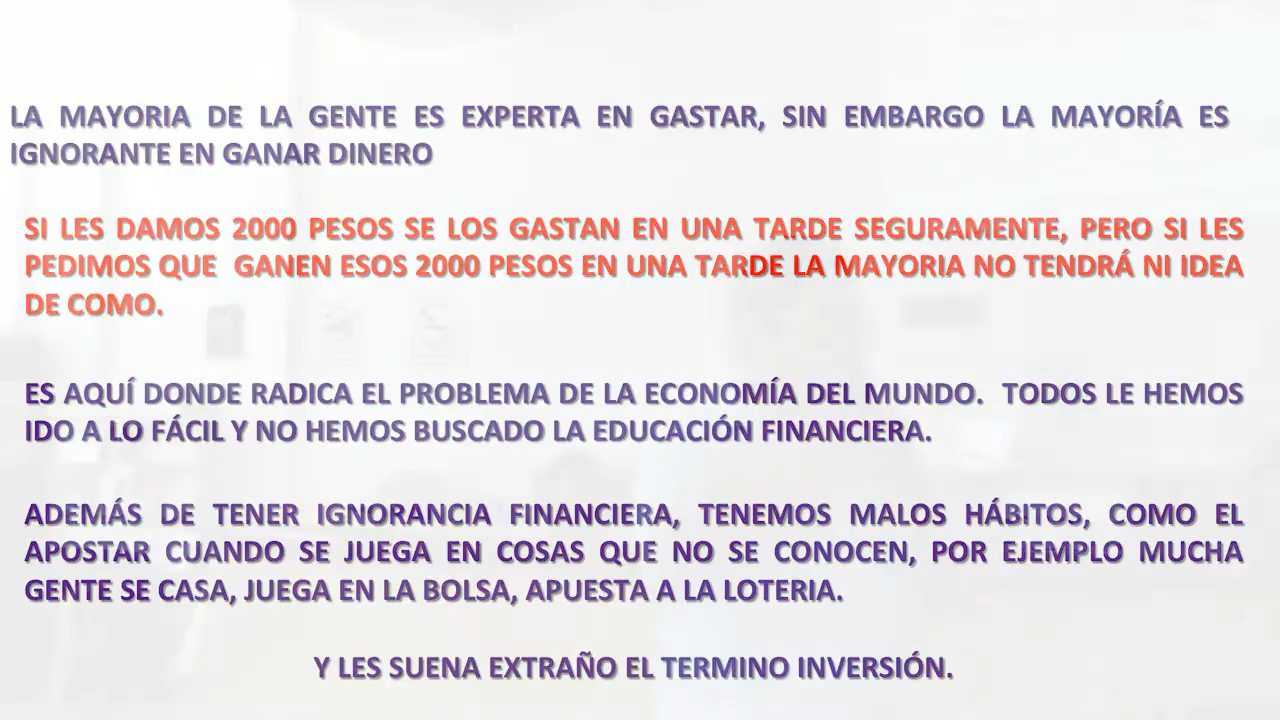 LA MAYORIA DE LA GENTE ES EXPERTA EN GASTAR, SIN EMBARGO LA MAYORÍA ES
IGNORANTE EN GANAR DINERO
SI LES DAMOS 2000 PESOS SE LOS GASTAN EN UNA TARDE SEGURAMENTE, PERO SI LES
PEDIMOS QUE GANEN ESOS 2000 PESOS EN UNA TARDE LA MAYORIA NO TENDRÁ NI IDEA
DE COMO.
ES AQUÍ DONDE RADICA EL PROBLEMA DE LA ECONOMÍA DEL MUNDO. TODOS LE HEMOS
IDO A LO FÁCIL Y NO HEMOS BUSCADO LA EDUCACIÓN FINANCIERA.
ADEMÁS DE TENER IGNORANCIA FINANCIERA, TENEMOS MALOS HÁBITOS, COMO EL
APOSTAR CUANDO SE JUEGA EN COSAS QUE NO SE CONOCEN, POR EJEMPLO MUCHA
GENTE SE CASA, JUEGA EN LA BOLSA, APUESTA A LA LOTERIA.
Y LES SUENA EXTRAÑO EL TERMINO INVERSIÓN.